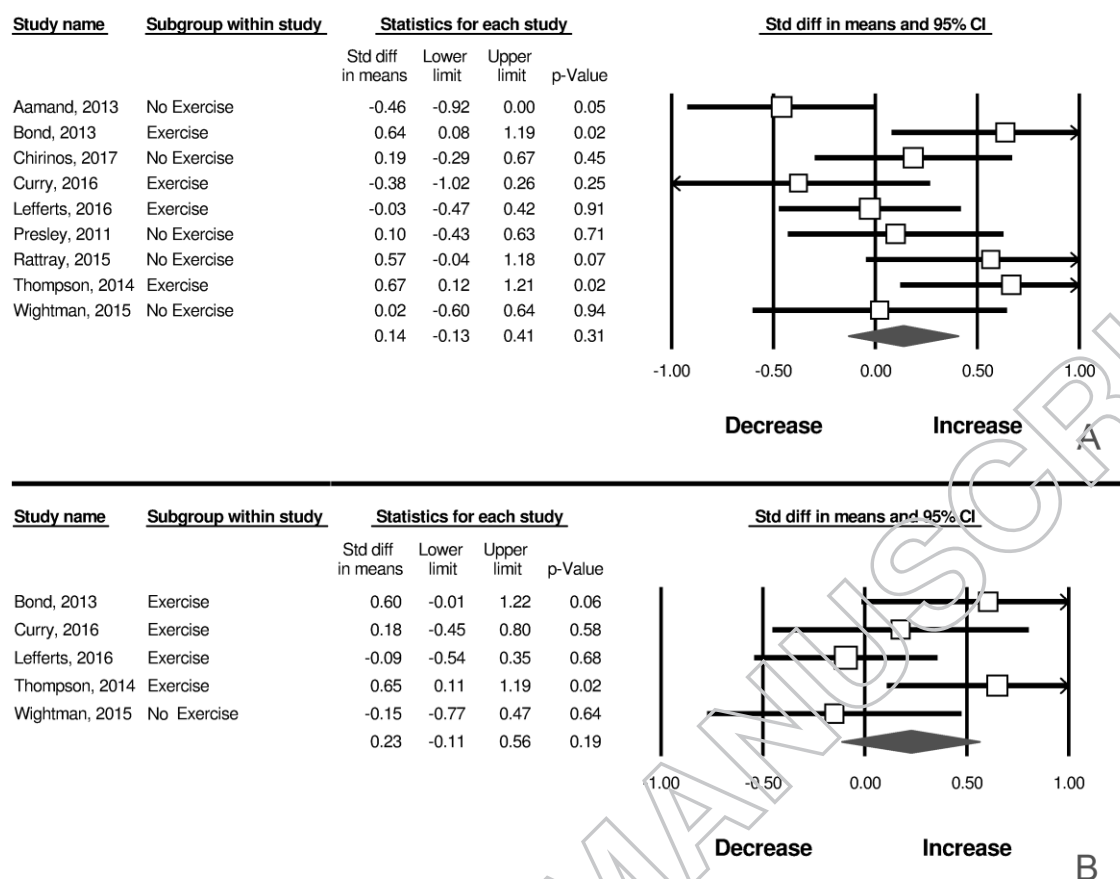 Study name Subgroup within study Statistics for each study Std diff in means and 95% CI
Std diff Lower Upper
in means limit limit p-Value
Aamand, 2013 No Exercise -0.46 -0.92 0.00 0.05
Bond, 2013 Exercise 0.64 0.08 1.19 0.02
Chirinos, 2017 No Exercise 0.19 -0.29 0.67 0.45
Curry, 2016 Exercise -0.38 -1.02 0.26 0.25
Lefferts, 2016 Exercise -0.03 -0.47 0.42 0.91
Presley, 2011 No Exercise 0.10 -0.43 0.63 0.71
Rattray, 2015 No Exercise 0.57 -0.04 1.18 0.07
Thompson, 2014 Exercise 0.67 0.12 1.21 0.02
Wightman, 2015 No Exercise 0.02 -0.60 0.64 0.94
0.14 -0.13 0.41 0.31
-1.00 -0.50 0.00 0.50 1.00
Decrease Increase
A
Study name Subgroup within study Statistics for each study Std diff in means and 95% CI
Std diff Lower Upper
in means limit limit p-Value
Bond, 2013 Exercise 0.60 -0.01 1.22 0.06
Curry, 2016 Exercise 0.18 -0.45 0.80 0.58
Lefferts, 2016 Exercise -0.09 -0.54 0.35 0.68
Thompson, 2014 Exercise 0.65 0.11 1.19 0.02
Wightman, 2015 No Exercise -0.15 -0.77 0.47 0.64
0.23 -0.11 0.56 0.19
-1.00 -0.50 0.00 0.50 1.00
Decrease Increase
B
MANUSCRI